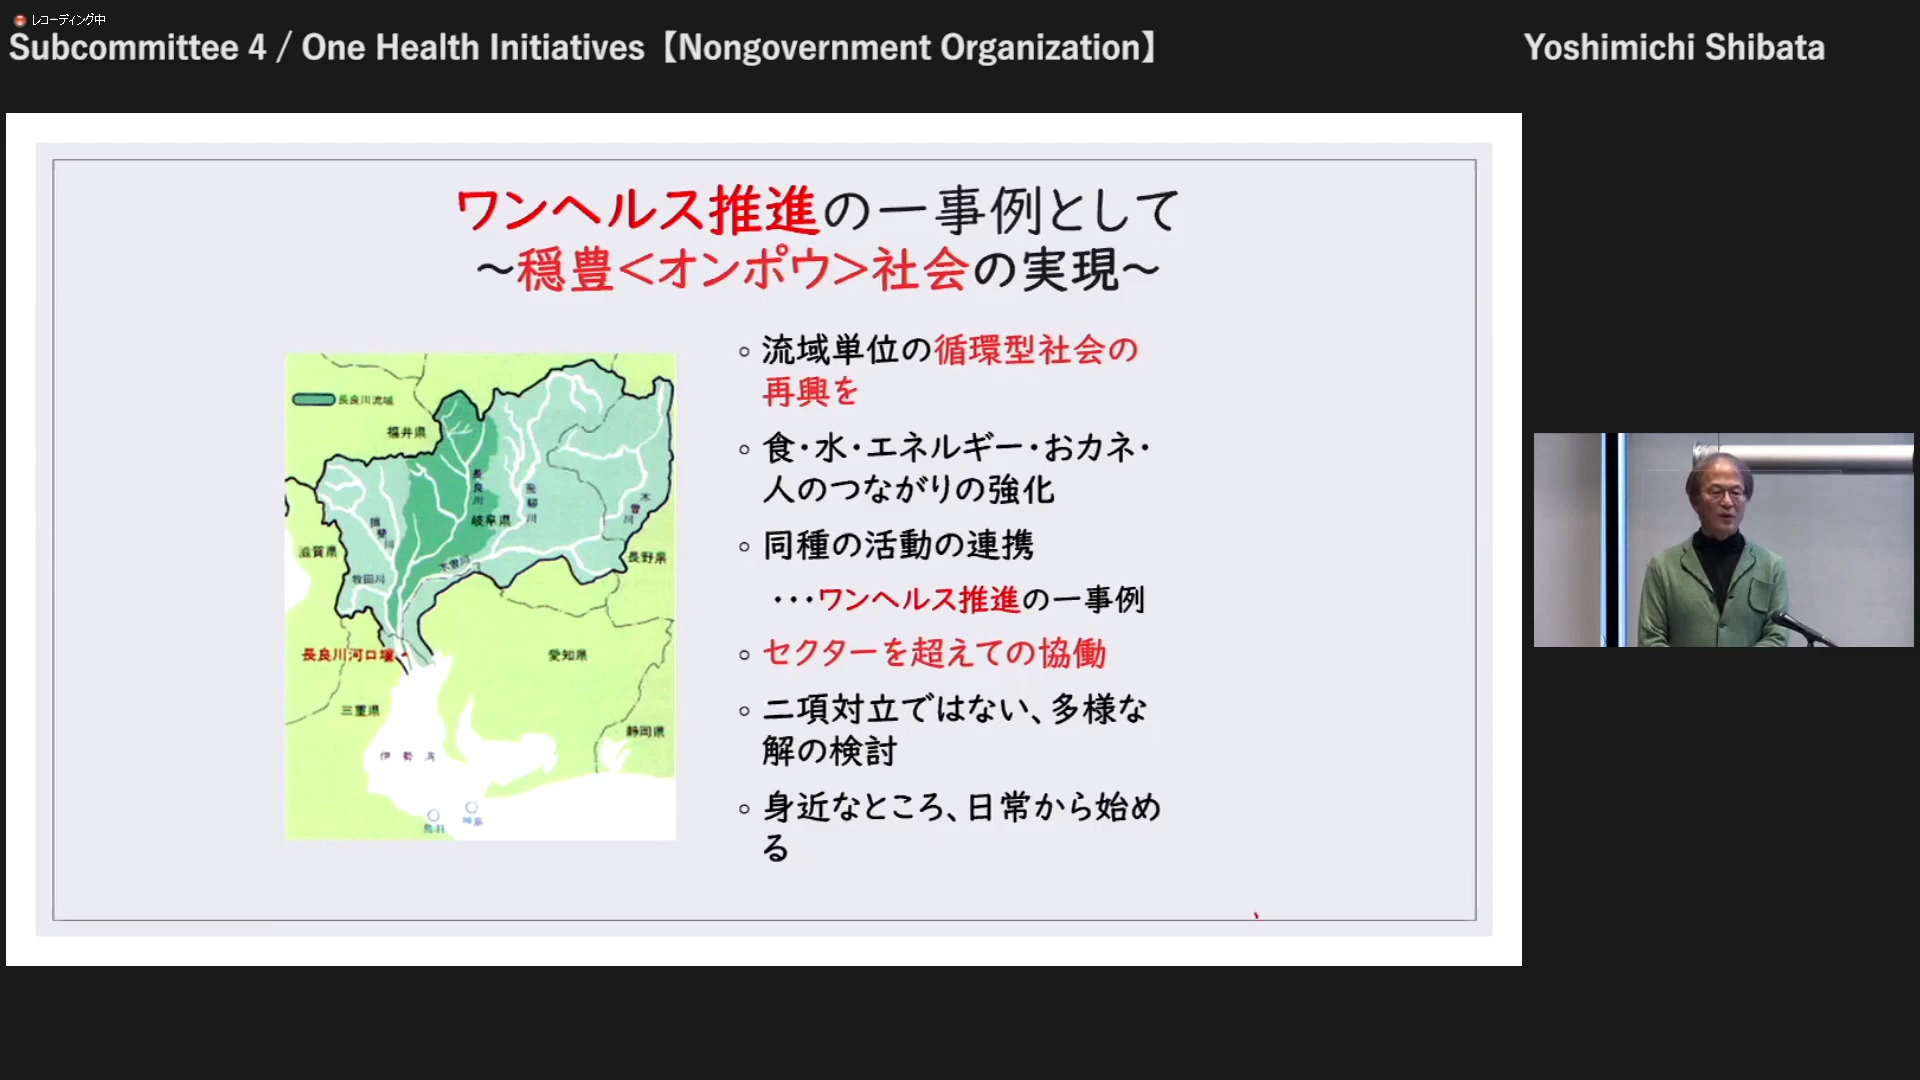 レコーディング中
Subcommittee 4 / One Health Initiatives【Nongovernment Organization】
Yoshimichi Shibata
ワンヘルス推進の一事例として
～穏豊<オンポウ>社会の実現～
流域単位の循環型社会の
再興を
食・水・エネルギー・おカネ・
人のつながりの強化
同種の活動の連携
・・・ワンヘルス推進の一事例
セクターを超えての協働
二項対立ではない、多様な
解の検討
身近なところ、日常から始め
る
長良川流域
福井県
長良川
飛騨川
木曽川
岐阜県
揖斐川
滋賀県
長野県
木曽川
牧田川
長良川河口堰
愛知県
三重県
静岡県
伊勢湾
鳥羽
神島